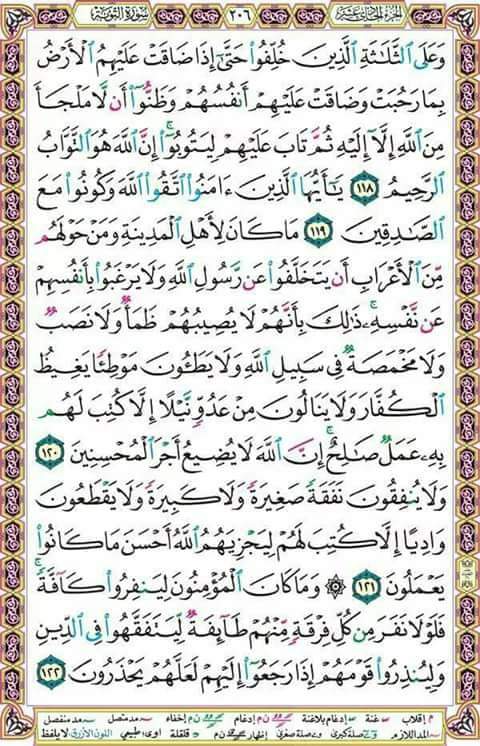 الجزء الحادي عشر ٢٠٦ سورة التوبة
وَعَلَى ٱلثَّلَٰثَةِ ٱلَّذِينَ خُلِّفُوا۟ حَتَّىٰٓ إِذَا ضَاقَتْ عَلَيْهِمُ ٱلْأَرْضُ
بِمَا رَحُبَتْ وَضَاقَتْ عَلَيْهِمْ أَنفُسُهُمْ وَظَنُّوٓا۟ أَن لَّا مَلْجَأَ
مِنَ ٱللَّهِ إِلَّآ إِلَيْهِ ثُمَّ تَابَ عَلَيْهِمْ لِيَتُوبُوٓا۟ ۚ إِنَّ ٱللَّهَ هُوَ ٱلتَّوَّابُ
ٱلرَّحِيمُ ١١٨ يَٰٓأَيُّهَا ٱلَّذِينَ ءَامَنُوا۟ ٱتَّقُوا۟ ٱللَّهَ وَكُونُوا۟ مَعَ
ٱلصَّٰدِقِينَ ١١٩ مَا كَانَ لِأَهْلِ ٱلْمَدِينَةِ وَمَنْ حَوْلَهُم
مِّنَ ٱلْأَعْرَابِ أَن يَتَخَلَّفُوا۟ عَن رَّسُولِ ٱللَّهِ وَلَا يَرْغَبُوا۟ بِأَنفُسِهِمْ
عَن نَّفْسِهِۦ ۚ ذَٰلِكَ بِأَنَّهُمْ لَا يُصِيبُهُمْ ظَمَأٌ وَلَا نَصَبٌ
وَلَا مَخْمَصَةٌ فِى سَبِيلِ ٱللَّهِ وَلَا يَطَـُٔونَ مَوْطِئًا يَغِيظُ
ٱلْكُفَّارَ وَلَا يَنَالُونَ مِنْ عَدُوٍّ نَّيْلًا إِلَّا كُتِبَ لَهُم
بِهِۦ عَمَلٌ صَٰلِحٌ ۚ إِنَّ ٱللَّهَ لَا يُضِيعُ أَجْرَ ٱلْمُحْسِنِينَ ١٢٠
وَلَا يُنفِقُونَ نَفَقَةً صَغِيرَةً وَلَا كَبِيرَةً وَلَا يَقْطَعُونَ
وَادِيًا إِلَّا كُتِبَ لَهُمْ لِيَجْزِيَهُمُ ٱللَّهُ أَحْسَنَ مَا كَانُوا۟
يَعْمَلُونَ ١٢١ ۞ وَمَا كَانَ ٱلْمُؤْمِنُونَ لِيَنفِرُوا۟ كَآفَّةً ۚ
فَلَوْلَا نَفَرَ مِن كُلِّ فِرْقَةٍ مِّنْهُمْ طَآئِفَةٌ لِّيَتَفَقَّهُوا۟ فِى ٱلدِّينِ
وَلِيُنذِرُوا۟ قَوْمَهُمْ إِذَا رَجَعُوٓا۟ إِلَيْهِمْ لَعَلَّهُمْ يَحْذَرُونَ ١٢٢
م إقلاب غنة إدغام بلاغنة ن م إدغام ن م إخفاء مد متصل مد منفصل
المد اللازم صلة كبرى صلة صغرى إظهار ن م قلقلة اوى: طبيعي اللون الأزرق لا يلفظ